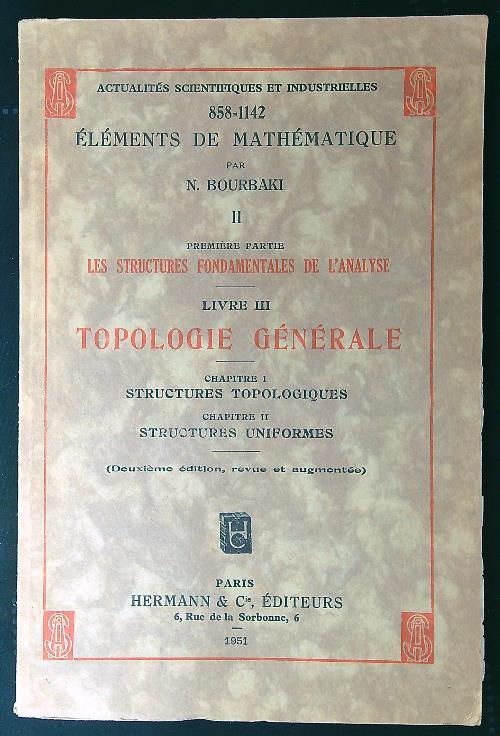 ACTUALITÉS SCIENTIFIQUES ET INDUSTRIELLES
858-1142
ÉLÉMENTS DE MATHÉMATIQUE
PAR
N. BOURBAKI
II
PREMIÈRE PARTIE
LES STRUCTURES FONDAMENTALES DE L'ANALYSE
LIVRE III
TOPOLOGIE GÉNÉRALE
CHAPITRE I
STRUCTURES TOPOLOGIQUES
CHAPITRE II
STRUCTURES UNIFORMES
(Deuxième édition, revue et augmentée)
PARIS
HERMANN & Cie, ÉDITEURS
6, Rue de la Sorbonne, 6
1951